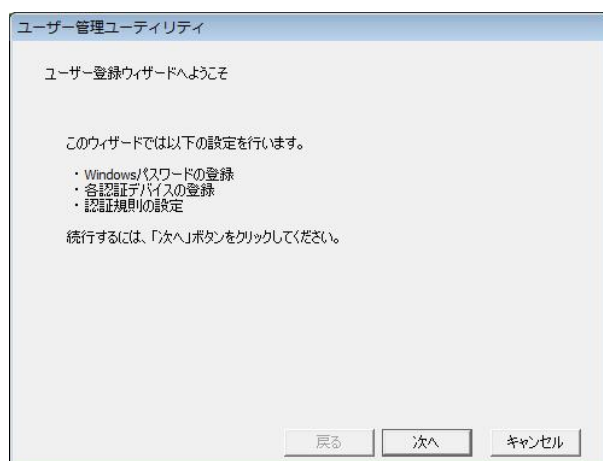 ユーザー管理ユーティリティ
ユーザー登録ウィザードへようこそ
このウィザードでは以下の設定を行います。
・Windowsパスワードの登録
・各認証デバイスの登録
・認証規則の設定
続行するには、「次へ」ボタンをクリックしてください。
戻る 次へ キャンセル